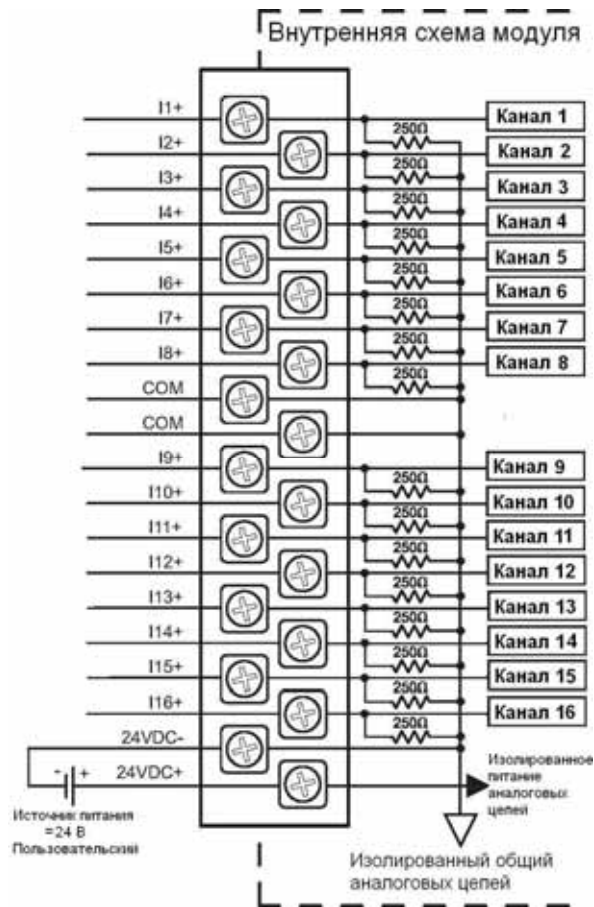 Внутренняя схема модуля
I1+
250Ω
Канал 1
I2+
250Ω
Канал 2
I3+
250Ω
Канал 3
I4+
250Ω
Канал 4
I5+
250Ω
Канал 5
I6+
250Ω
Канал 6
I7+
250Ω
Канал 7
I8+
250Ω
Канал 8
COM
COM
I9+
250Ω
Канал 9
I10+
250Ω
Канал 10
I11+
250Ω
Канал 11
I12+
250Ω
Канал 12
I13+
250Ω
Канал 13
I14+
250Ω
Канал 14
I15+
250Ω
Канал 15
I16+
250Ω
Канал 16
24VDC-
- +
24VDC+
Источник питания
=24 В
Пользовательский
Изолированное
питание
аналоговых
цепей
Изолированный общий
аналоговых цепей